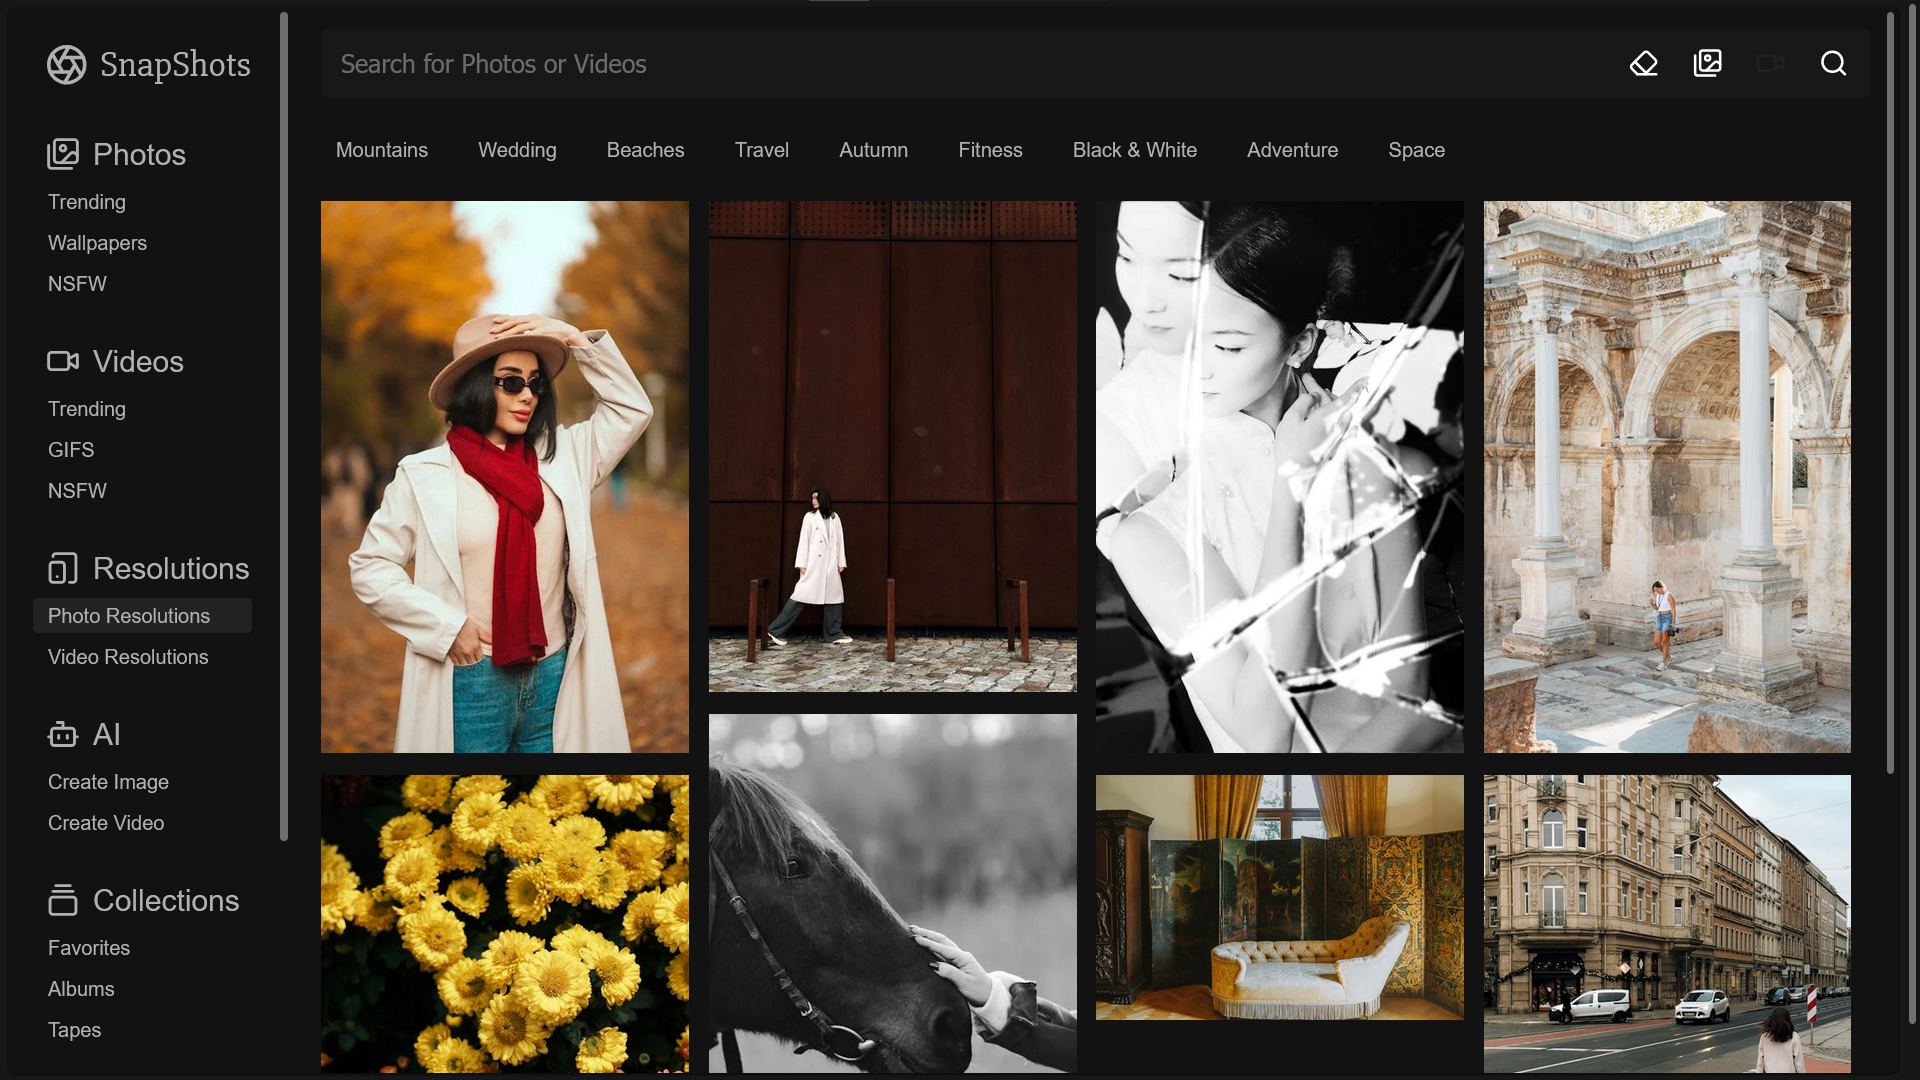 SnapShots
Search for Photos or Videos
Photos
Trending
Wallpapers
NSFW
Videos
Trending
GIFS
NSFW
Resolutions
Photo Resolutions
Video Resolutions
AI
Create Image
Create Video
Collections
Favorites
Albums
Tapes
Mountains
Wedding
Beaches
Travel
Autumn
Fitness
Black & White
Adventure
Space